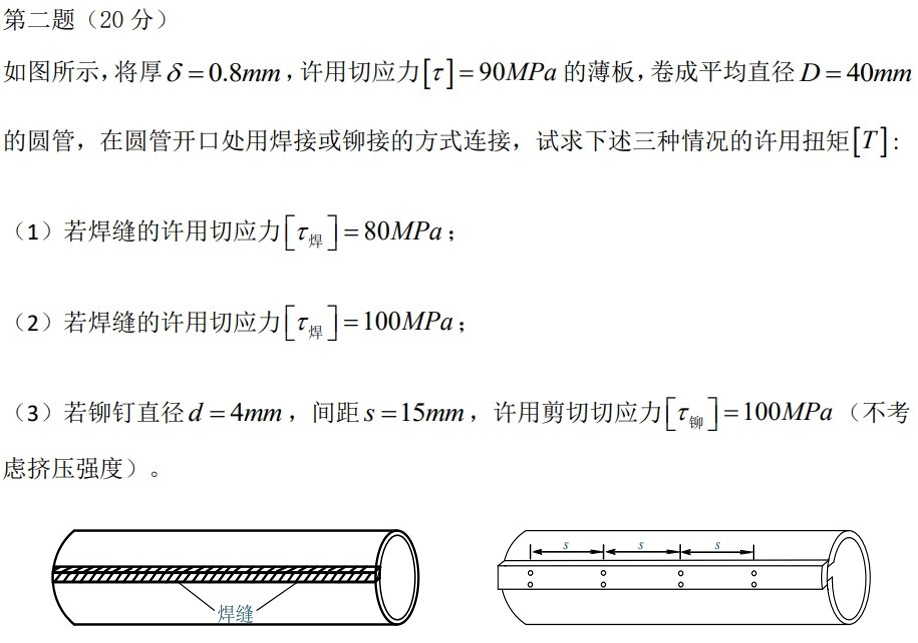 第二题（20 分）
如图所示，将厚 δ = 0.8mm，许用切应力[τ] = 90MPa 的薄板，卷成平均直径 D = 40mm
的圆管，在圆管开口处用焊接或铆接的方式连接，试求下述三种情况的许用扭矩[T]：
（1）若焊缝的许用切应力[τ焊] = 80MPa；
（2）若焊缝的许用切应力[τ焊] = 100MPa；
（3）若铆钉直径 d = 4mm，间距 s = 15mm，许用剪切切应力[τ铆] = 100MPa（不考
虑挤压强度）。
s s s
焊缝